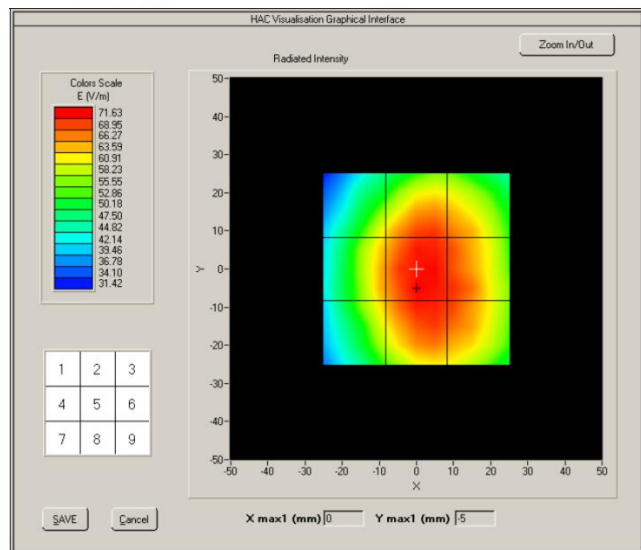 HAC Visualisation Graphical Interface
Zoom In/Out
Radiated Intensity
Colors Scale
E (V/m)
71.63
68.95
66.27
63.59
60.91
58.23
55.55
52.86
50.18
47.50
44.82
42.14
39.46
36.78
34.10
31.42
50-
40-
30-
20-
10-
0-
-10-
-20-
-30-
-40-
-50-
Y
-50 -40 -30 -20 -10 0 10 20 30 40 50
X
1 2 3
4 5 6
7 8 9
SAVE Cancel X max1 (mm) 0 Y max1 (mm) -5